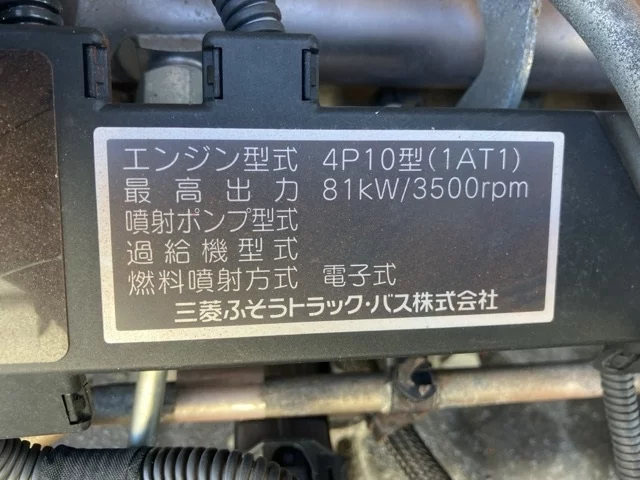 エンジン型式 4P10型(1AT1)
最高出力 81kW/3500rpm
噴射ポンプ型式
過給機型式
燃料噴射方式 電子式
三菱ふそうトラック・バス株式会社